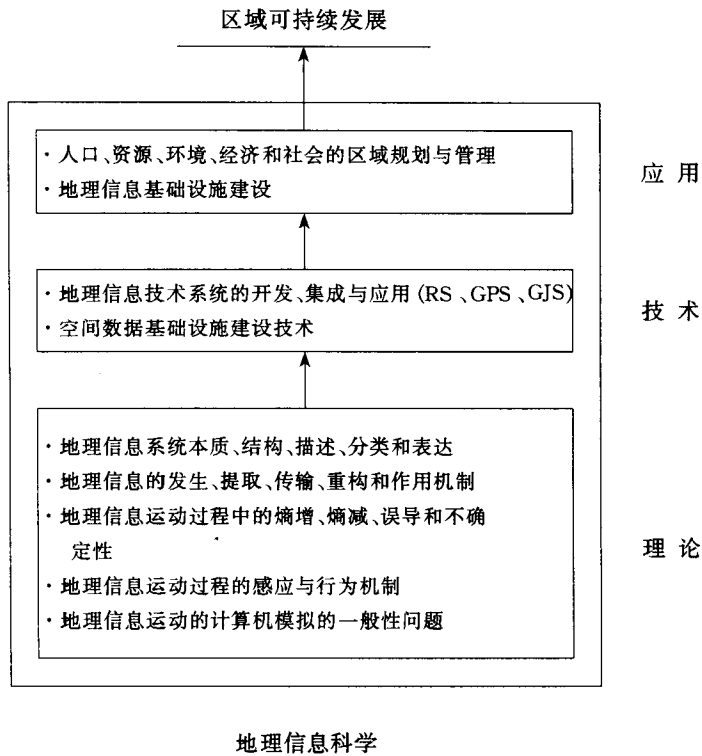 区域可持续发展
·人口、资源、环境、经济和社会的区域规划与管理
·地理信息基础设施建设
应 用
·地理信息技术系统的开发、集成与应用(RS、GPS、GJS)
·空间数据基础设施建设技术
技 术
·地理信息系统本质、结构、描述、分类和表达
·地理信息的发生、提取、传输、重构和作用机制
·地理信息运动过程中的熵增、熵减、误导和不确
定性
·地理信息运动过程的感应与行为机制
·地理信息运动的计算机模拟的一般性问题
理 论
地理信息科学